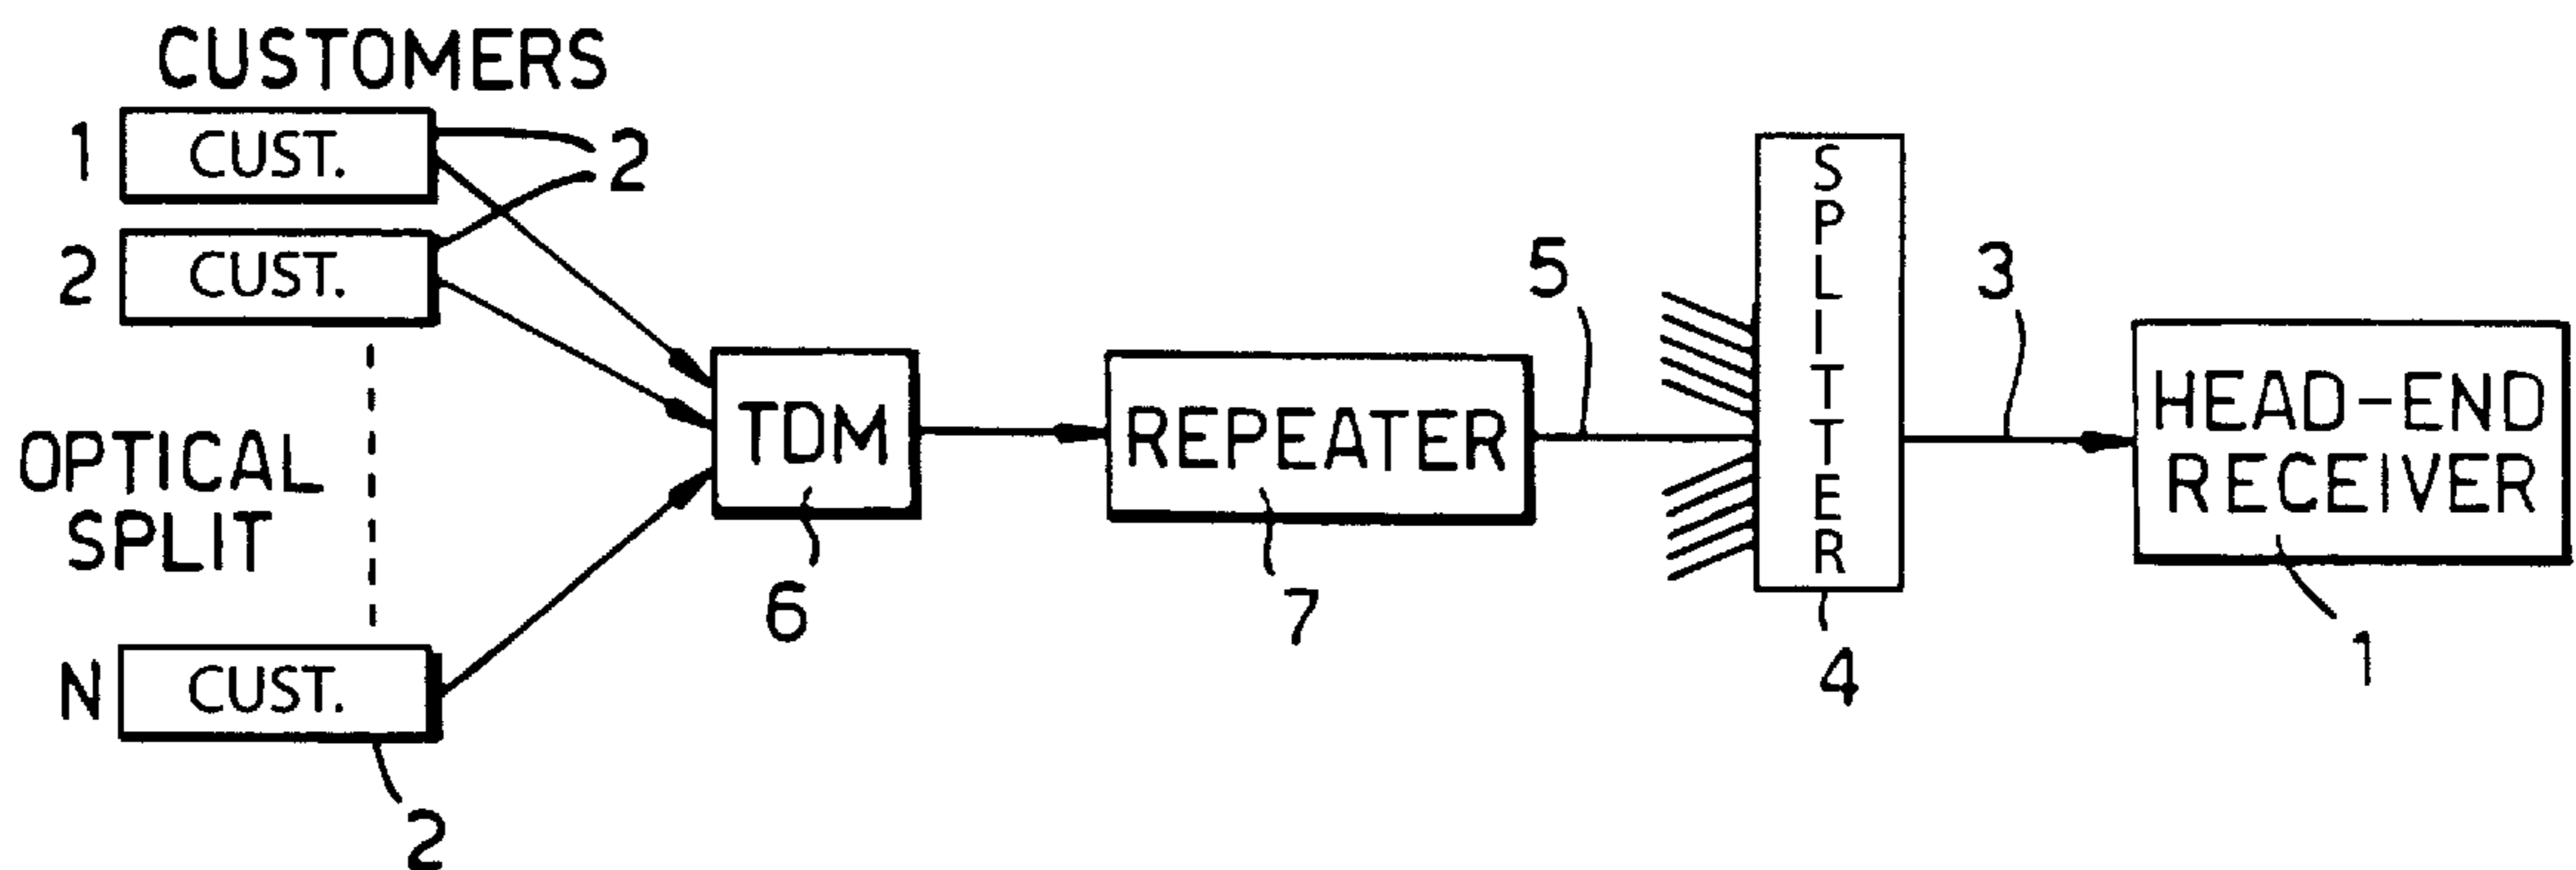 CUSTOMERS
1 CUST. 2
2 CUST.
OPTICAL
SPLIT
N CUST.
2
TDM
6
REPEATER
7
5
SPLITTER
4
3
HEAD-END
RECEIVER
1